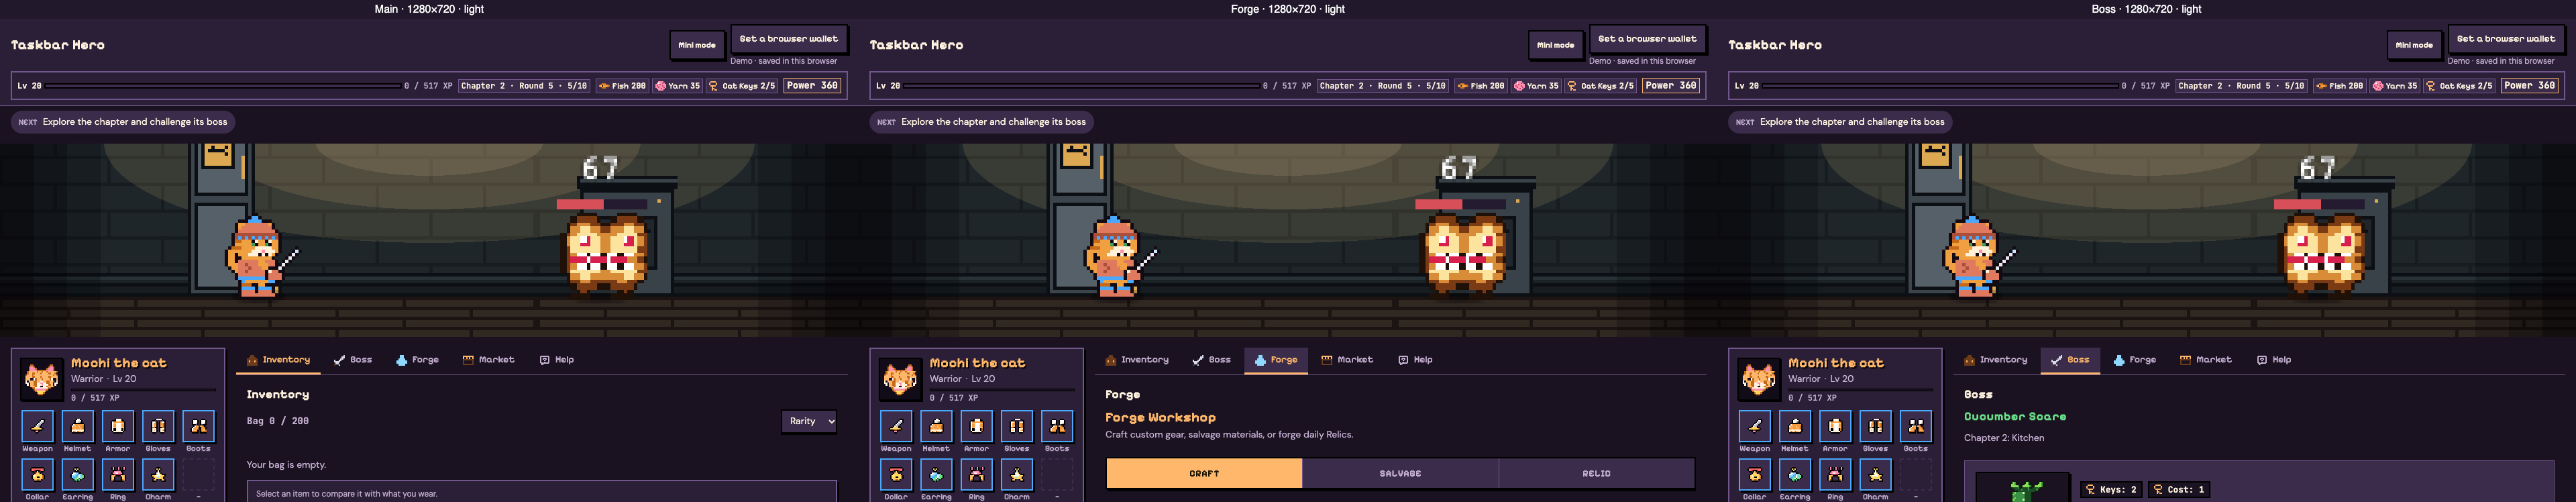 Main · 1280×720 · light
Taskbar Hero
Mini mode
Get a browser wallet
Demo · saved in this browser
Lv 20 0 / 517 XP Chapter 2 · Round 5 · 5/10 Fish 200 Yarn 35 Oat Keys 2/5 Power 360
NEXT Explore the chapter and challenge its boss
67
Mochi the cat
Warrior · Lv 20
0 / 517 XP
Weapon Helmet Armor Gloves Boots
Collar Earring Ring Charm -
Inventory Boss Forge Market Help
Inventory
Bag 0 / 200
Rarity
Your bag is empty.
Select an item to compare it with what you wear.
Forge · 1280×720 · light
Taskbar Hero
Mini mode
Get a browser wallet
Demo · saved in this browser
Lv 20 0 / 517 XP Chapter 2 · Round 5 · 5/10 Fish 200 Yarn 35 Oat Keys 2/5 Power 360
NEXT Explore the chapter and challenge its boss
67
Mochi the cat
Warrior · Lv 20
0 / 517 XP
Weapon Helmet Armor Gloves Boots
Collar Earring Ring Charm -
Inventory Boss Forge Market Help
Forge
Forge Workshop
Craft custom gear, salvage materials, or forge daily Relics.
CRAFT SALVAGE RELIC
Boss · 1280×720 · light
Taskbar Hero
Mini mode
Get a browser wallet
Demo · saved in this browser
Lv 20 0 / 517 XP Chapter 2 · Round 5 · 5/10 Fish 200 Yarn 35 Oat Keys 2/5 Power 360
NEXT Explore the chapter and challenge its boss
67
Mochi the cat
Warrior · Lv 20
0 / 517 XP
Weapon Helmet Armor Gloves Boots
Collar Earring Ring Charm -
Inventory Boss Forge Market Help
Boss
Cucumber Scare
Chapter 2: Kitchen
Keys: 2 Cost: 1